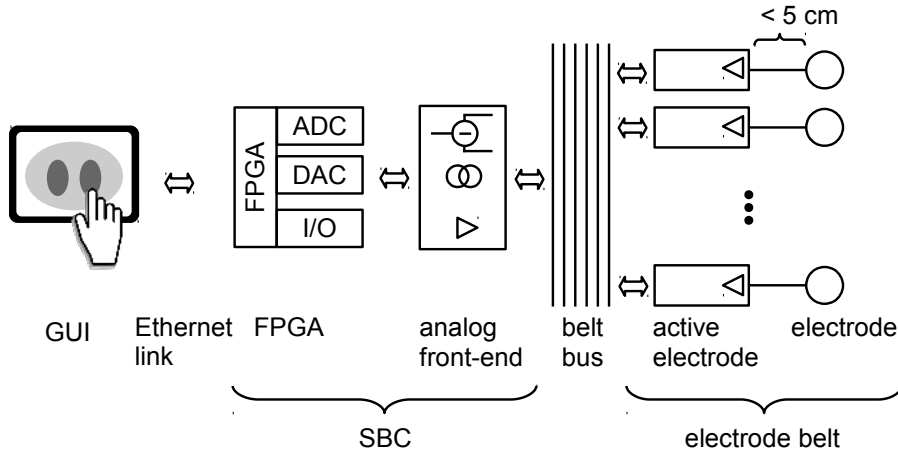 < 5 cm
FPGA
ADC
DAC
I/O
GUI
Ethernet
link
FPGA
analog
front-end
belt
bus
active
electrode
electrode
SBC
electrode belt